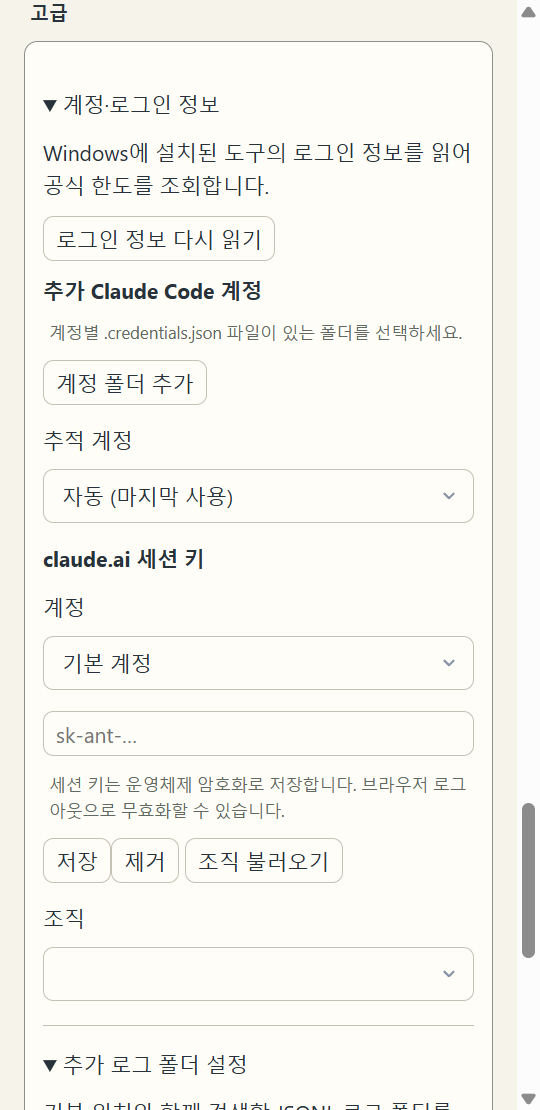 고급
▼ 계정·로그인 정보
Windows에 설치된 도구의 로그인 정보를 읽어
공식 한도를 조회합니다.
로그인 정보 다시 읽기
추가 Claude Code 계정
계정별 .credentials.json 파일이 있는 폴더를 선택하세요.
계정 폴더 추가
추적 계정
자동 (마지막 사용)
claude.ai 세션 키
계정
기본 계정
sk-ant-...
세션 키는 운영체제 암호화로 저장합니다. 브라우저 로그
아웃으로 무효화할 수 있습니다.
저장 제거 조직 불러오기
조직
▼ 추가 로그 폴더 설정